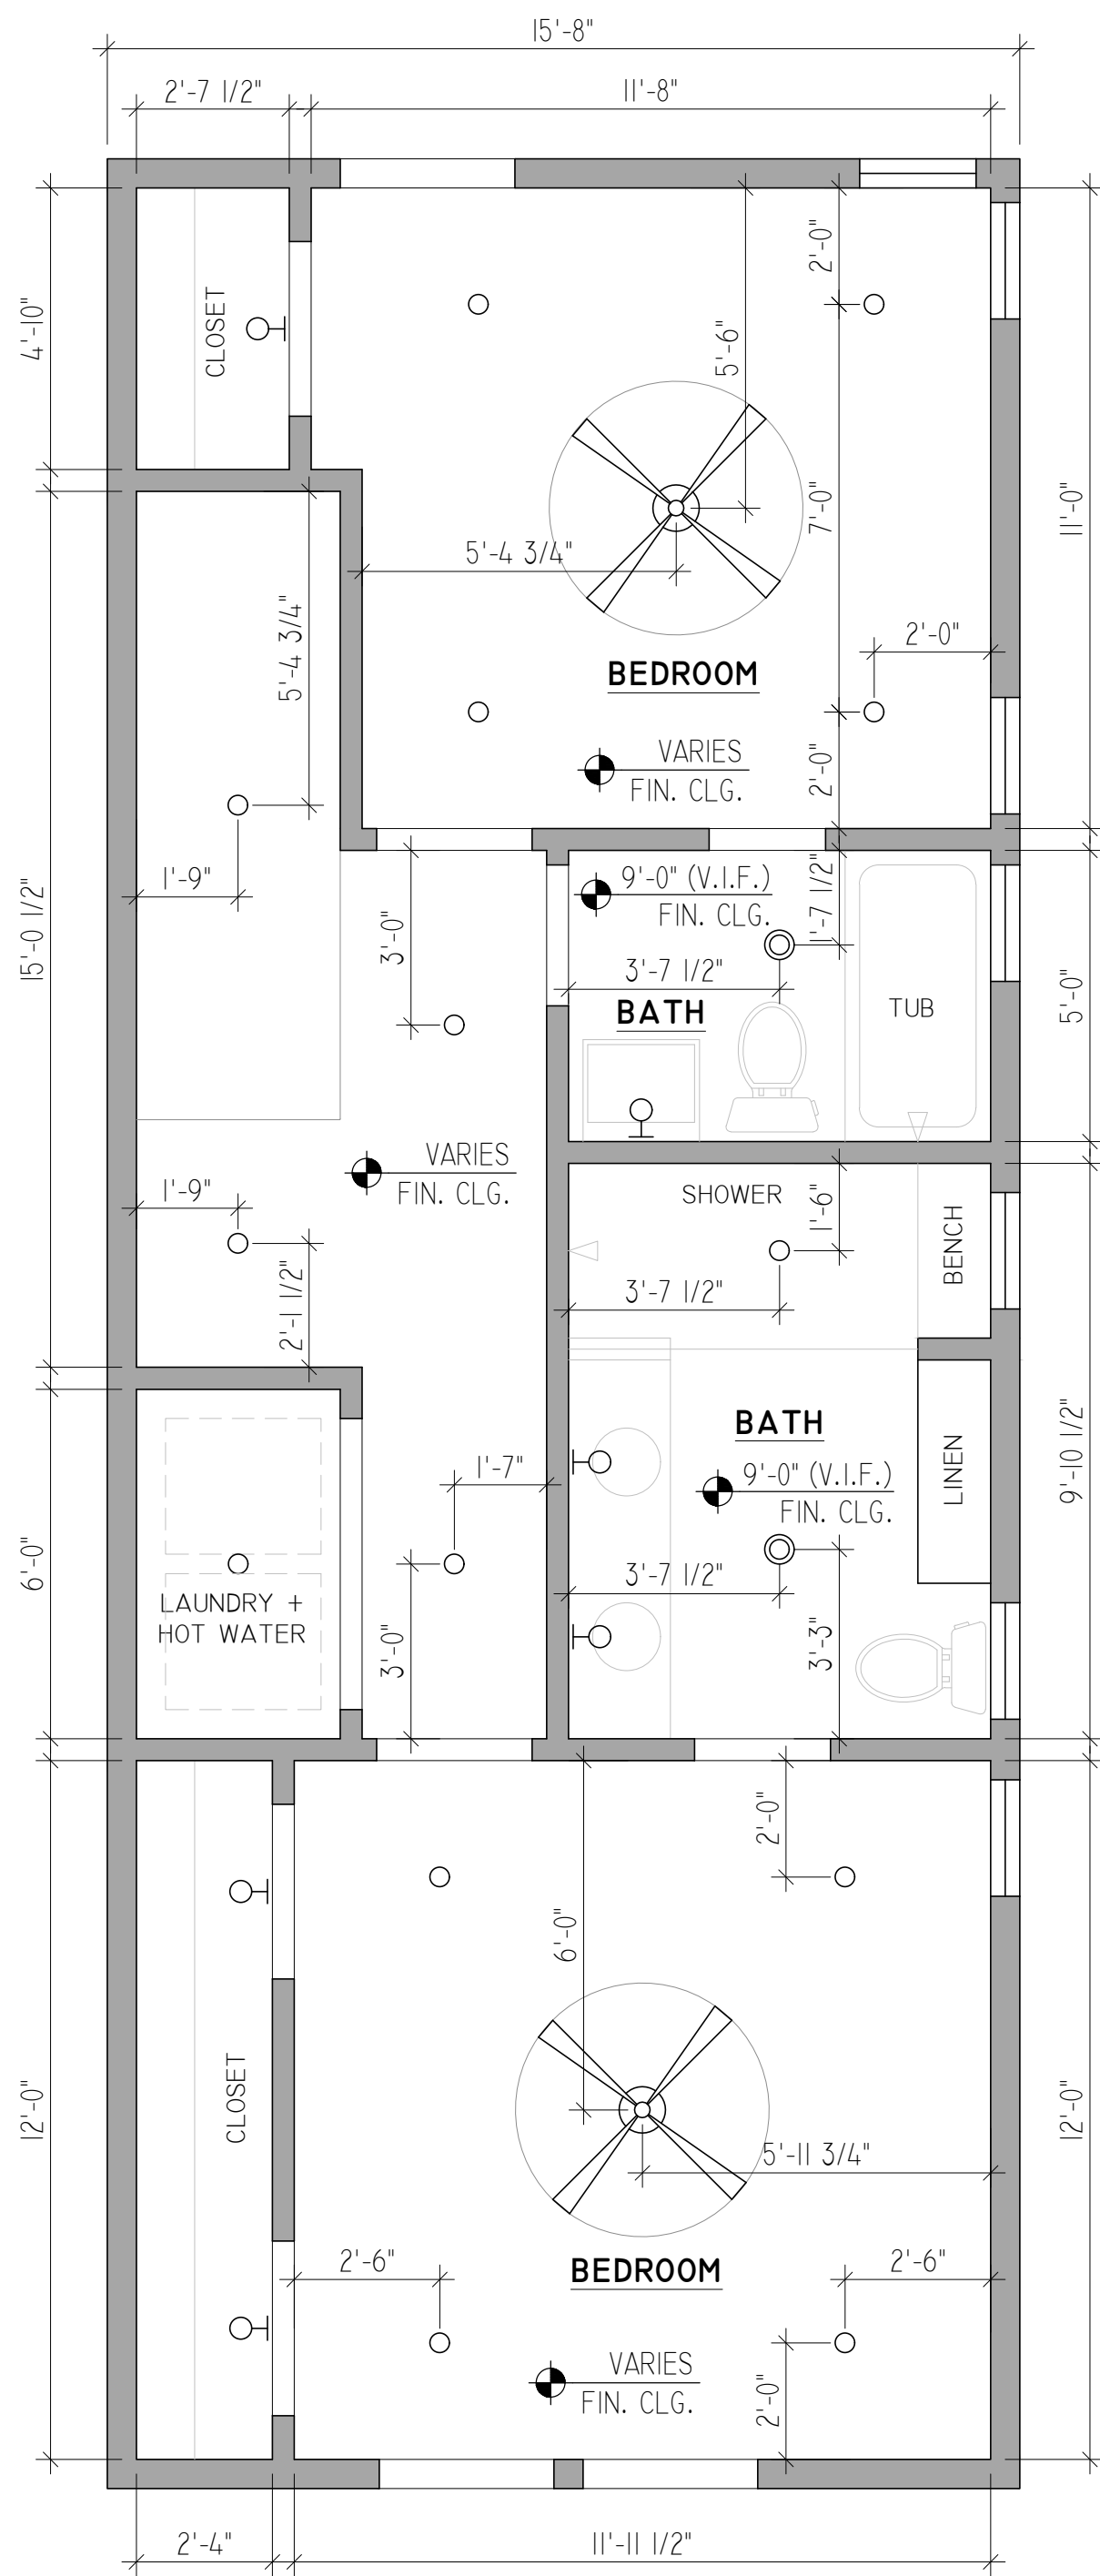 15'-8"
2'-7 1/2"
11'-8"
2'-0"
4'-10"
CLOSET
5'-6"
11'-0"
7'-0"
5'-4 3/4"
5'-4 3/4"
2'-0"
BEDROOM
VARIES
FIN. CLG.
2'-0"
1'-9"
9'-0" (V.I.F.)
FIN. CLG.
1'-7 1/2"
15'-0 1/2"
3'-0"
3'-7 1/2"
BATH
TUB
5'-0"
VARIES
FIN. CLG.
1'-9"
SHOWER
1'-6"
BENCH
2'-1 1/2"
3'-7 1/2"
BATH
9'-0" (V.I.F.)
FIN. CLG.
LINEN
9'-10 1/2"
1'-7"
6'-0"
LAUNDRY +
HOT WATER
3'-0"
3'-7 1/2"
3'-3"
2'-0"
6'-0"
12'-0"
CLOSET
12'-0"
5'-11 3/4"
2'-6"
BEDROOM
2'-6"
VARIES
FIN. CLG.
2'-0"
2'-4"
11'-11 1/2"